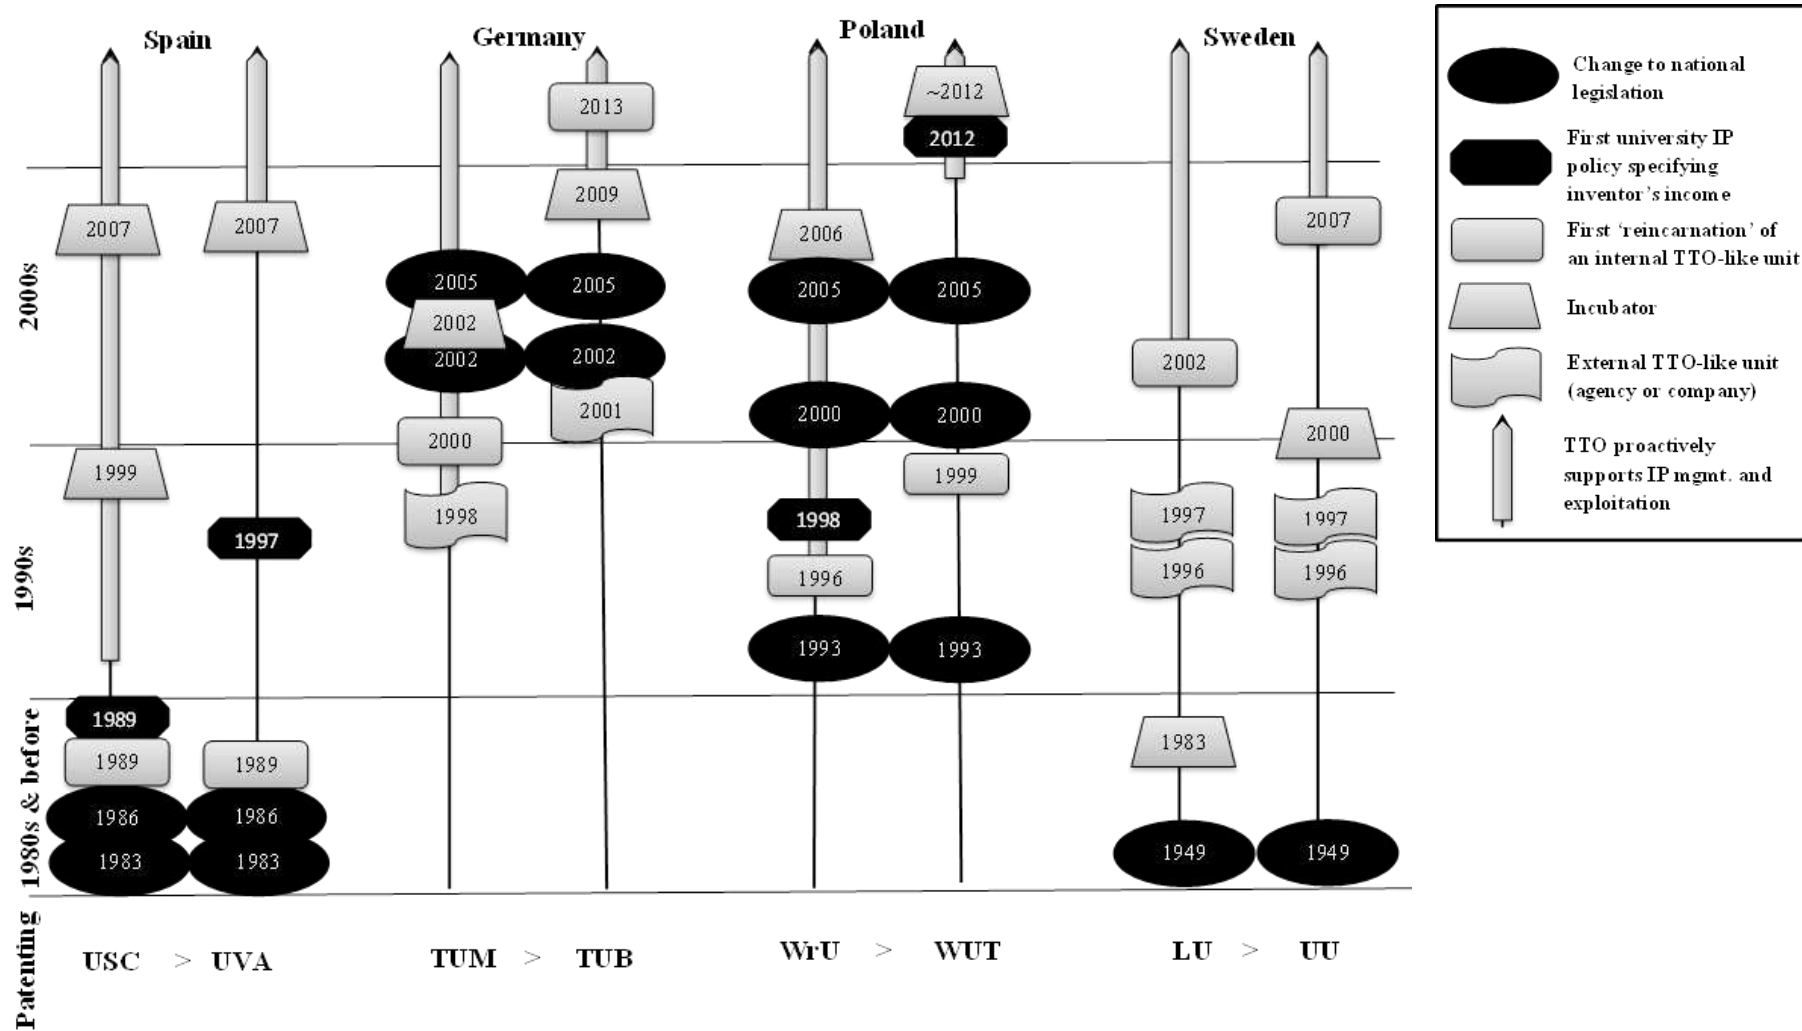 Spain
Germany
Poland
Sweden
2013
~2012
2012
2007
2007
2009
2006
2007
2005
2005
2005
2005
2002
2002
2002
2002
2001
2000
2000
2000
2000
1999
1999
1998
1998
1997
1997
1997
1996
1996
1996
1993
1993
1989
1989
1989
1983
1986
1986
1983
1983
1949
1949
2000s
1990s
1980s & before
Patenting
USC > UVA
TUM > TUB
WrU > WUT
LU > UU
Change to national
legislation
First university IP
policy specifying
inventor's income
First 'reincarnation' of
an internal TTO-like unit
Incubator
External TTO-like unit
(agency or company)
TTO proactively
supports IP mgmt. and
exploitation